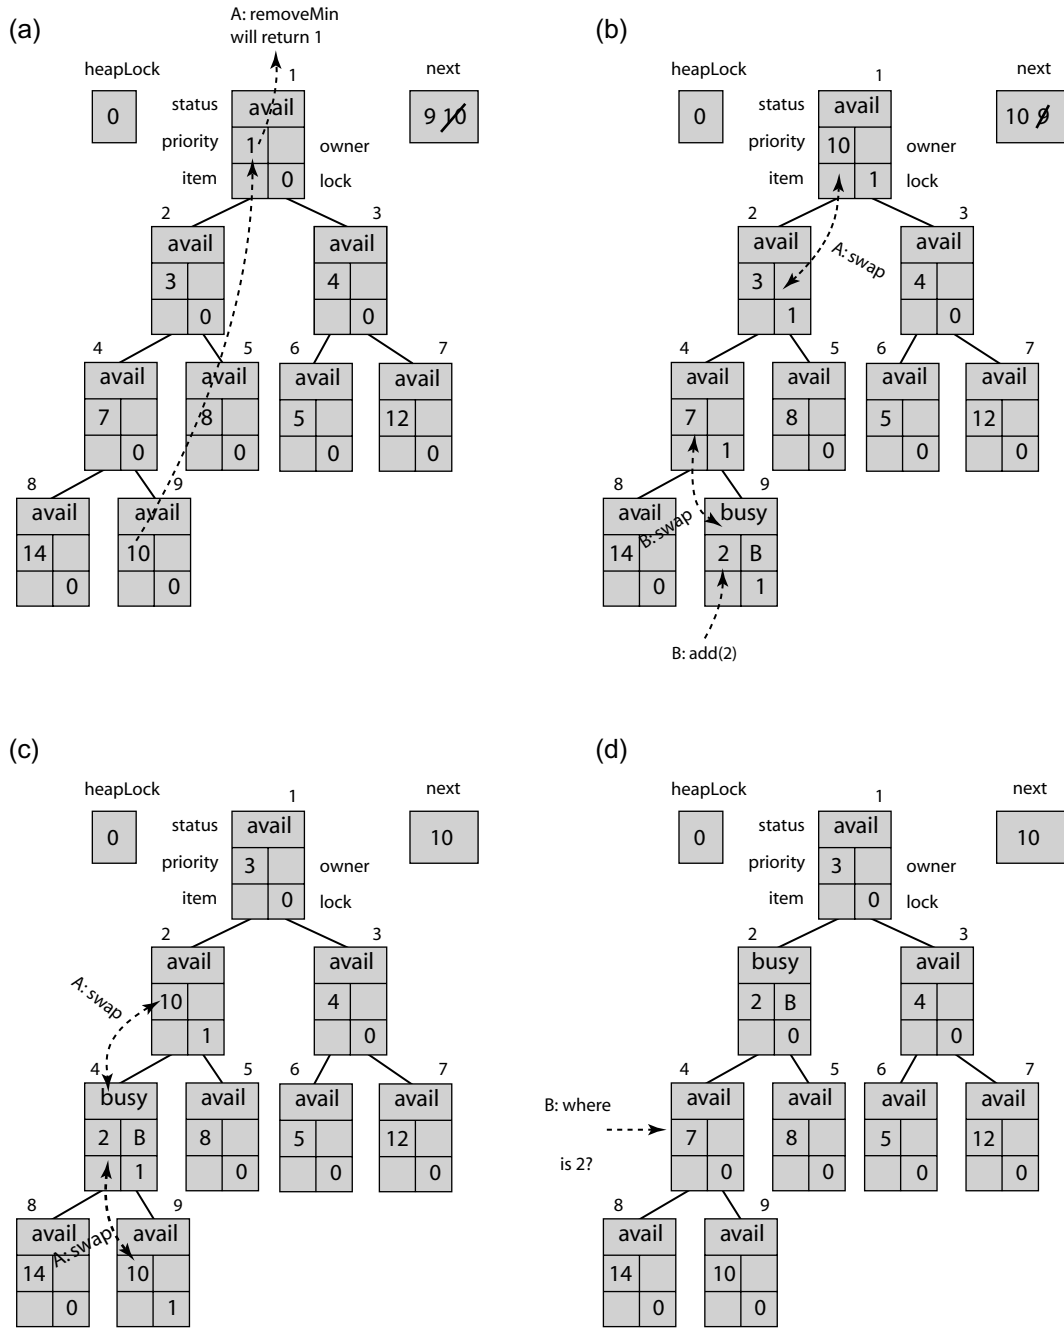 (a)
A: removeMin
will return 1
heapLock
0
1
next
9 10
status
avail
priority
1
owner
item
0
lock
2
avail
3
0
3
avail
4
0
4
avail
7
0
5
avail
8
0
6
avail
5
0
7
avail
12
0
8
avail
14
0
9
avail
10
0
(b)
heapLock
0
1
next
10 9
status
avail
priority
10
owner
item
1
lock
2
avail
3
1
A: swap
3
avail
4
0
4
avail
7
1
5
avail
8
0
6
avail
5
0
7
avail
12
0
8
avail
14
0
B: swap
9
busy
2 B
1
B: add(2)
(c)
heapLock
0
1
next
10
status
avail
priority
3
owner
item
0
lock
2
avail
10
1
A: swap
3
avail
4
0
4
busy
2 B
1
5
avail
8
0
6
avail
5
0
7
avail
12
0
8
avail
14
0
A: swap
9
avail
10
1
(d)
heapLock
0
1
next
10
status
avail
priority
3
owner
item
0
lock
2
busy
2 B
0
3
avail
4
0
B: where
is 2?
4
avail
7
0
5
avail
8
0
6
avail
5
0
7
avail
12
0
8
avail
14
0
9
avail
10
0